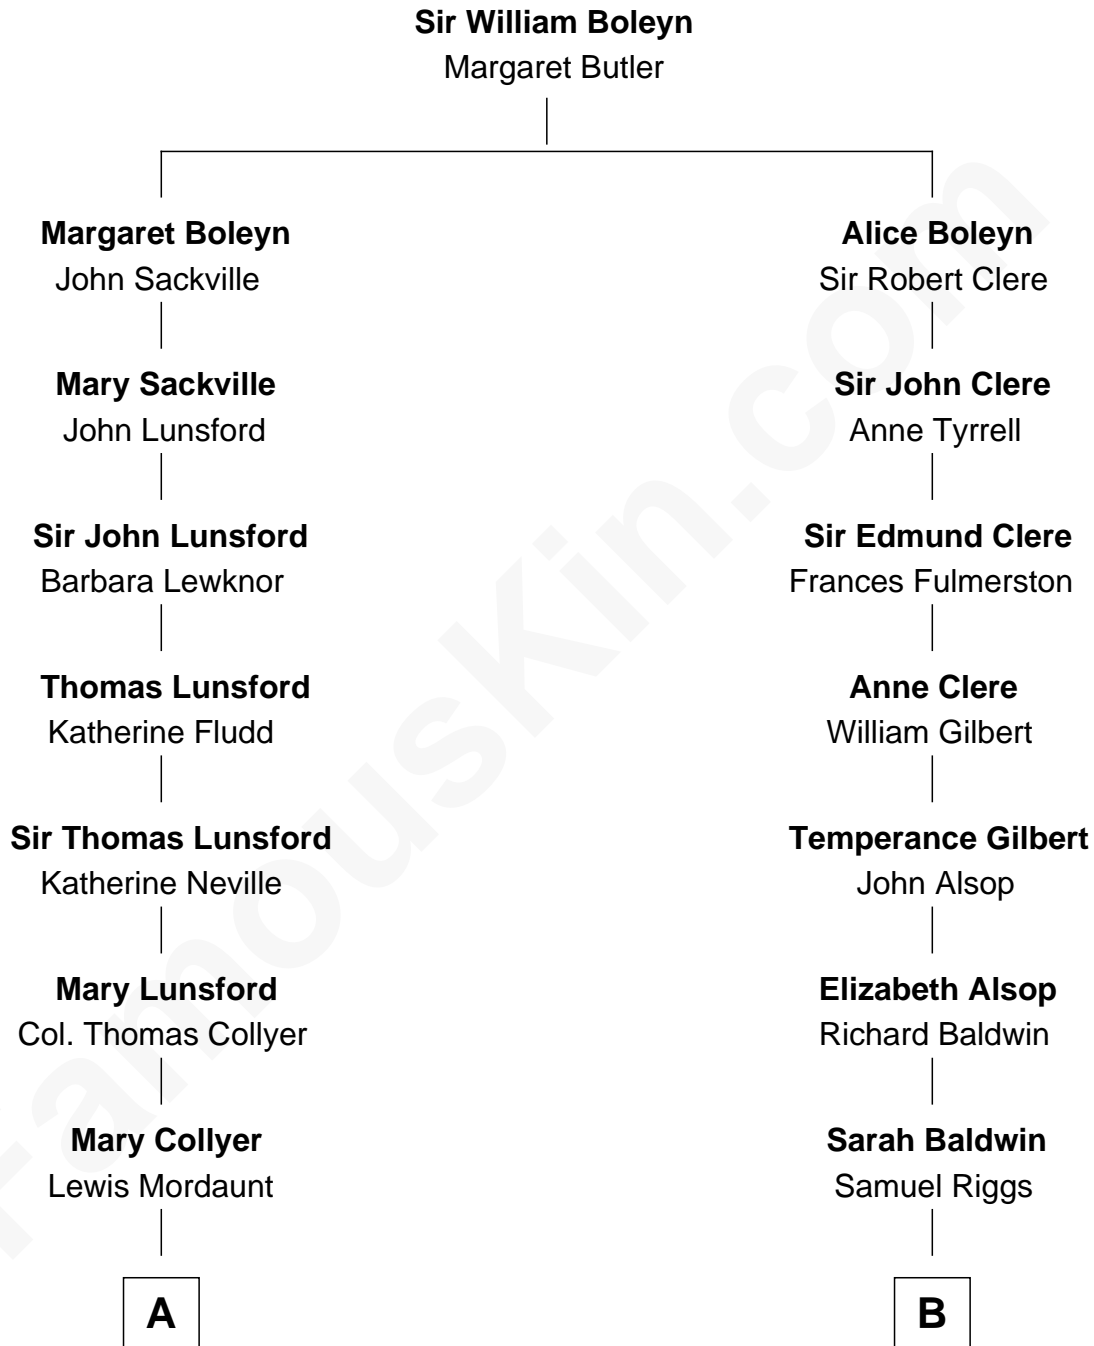 Sir William Boleyn
Margaret Butler
Margaret Boleyn
John Sackville
Alice Boleyn
Sir Robert Clere
Mary Sackville
John Lunsford
Sir John Clere
Anne Tyrrell
Sir John Lunsford
Barbara Lewknor
Sir Edmund Clere
Frances Fulmerston
Thomas Lunsford
Katherine Fludd
Anne Clere
William Gilbert
Sir Thomas Lunsford
Katherine Neville
Temperance Gilbert
John Alsop
Mary Lunsford
Col. Thomas Collyer
Elizabeth Alsop
Richard Baldwin
Mary Collyer
Lewis Mordaunt
Sarah Baldwin
Samuel Riggs
A
B
FamousKin.com